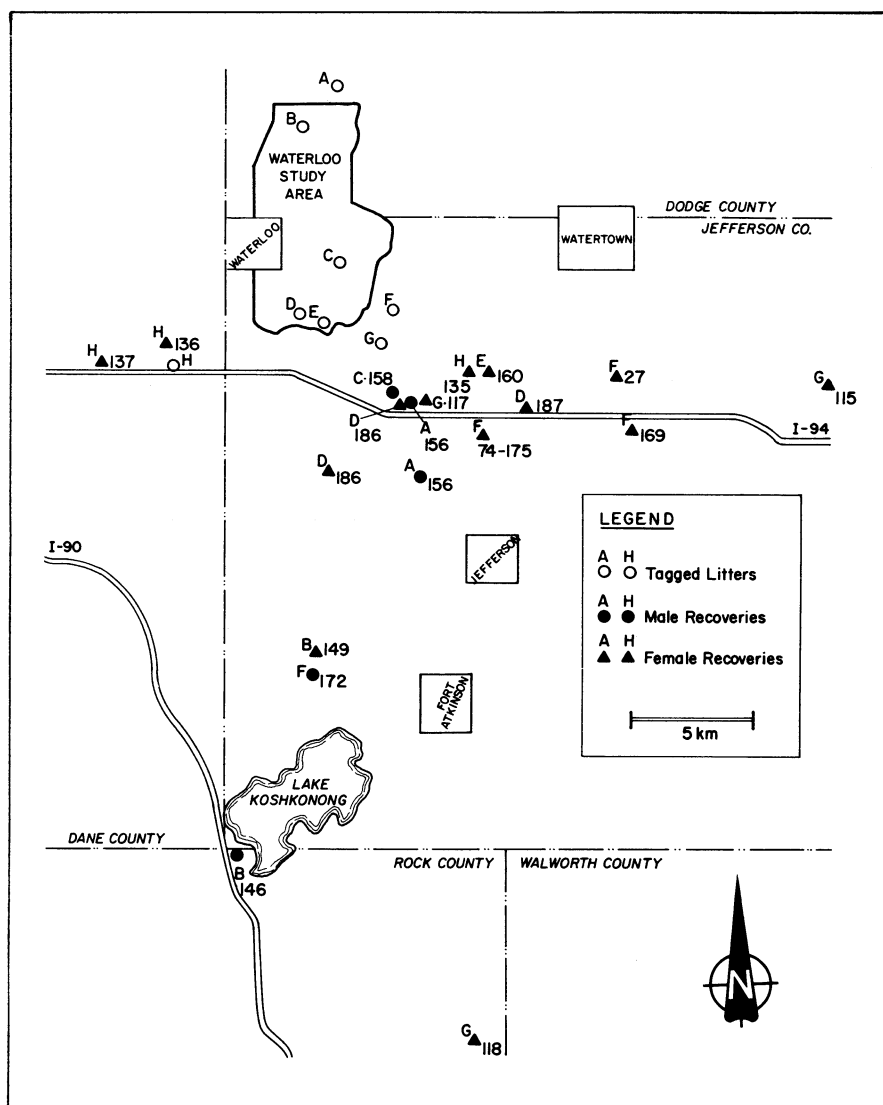 A
B
WATERLOO
STUDY
AREA
DODGE COUNTY
JEFFERSON CO.
WATERLOO
WATERTOWN
C
D
E
F
G
H
136
H
137
H
H
135
E
160
F
27
G
115
C·158
G·117
D
186
A
156
D
187
F
74-175
F
169
I-94
D
186
A
156
I-90
JEFFERSON
LEGEND
A H
Tagged Litters
A H
Male Recoveries
A H
Female Recoveries
5 km
B
149
F
172
FORT
ATKINSON
LAKE
KOSHKONONG
DANE COUNTY
ROCK COUNTY
WALWORTH COUNTY
B
146
N
G
118